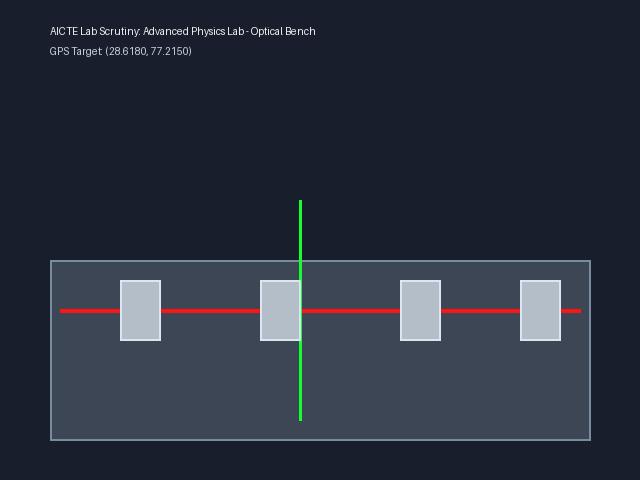 AICTE Lab Scrutiny: Advanced Physics Lab - Optical Bench
GPS Target: (28.6180, 77.2150)